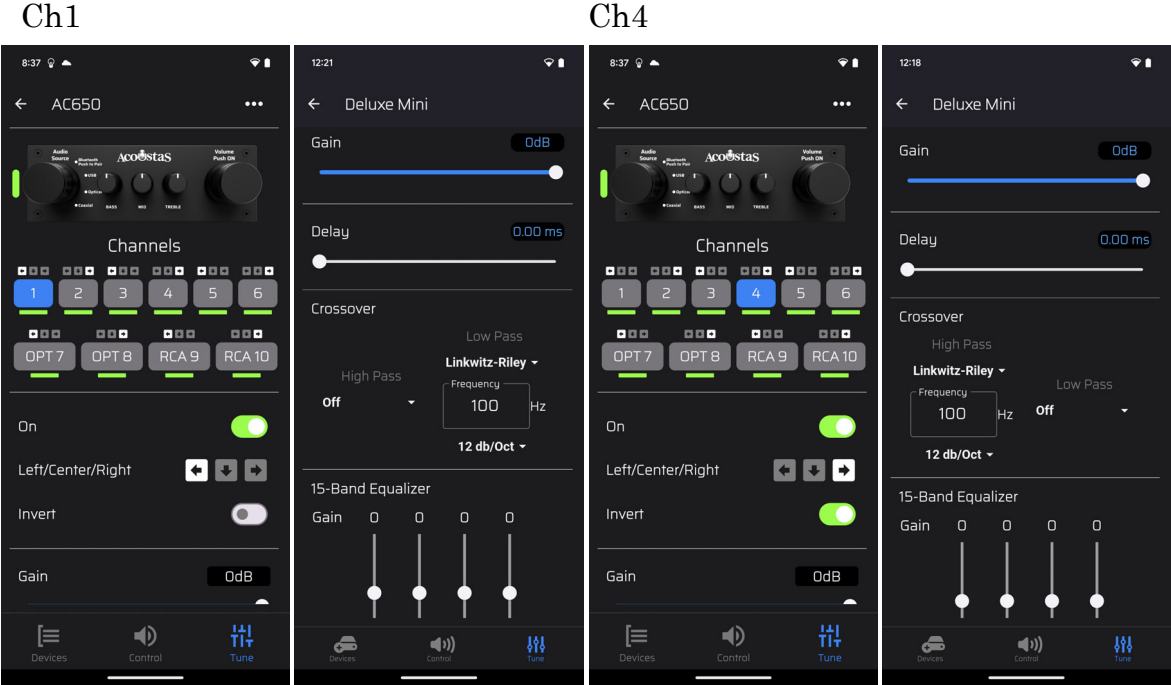 Ch1
Ch4
8:37
AC650
Audio Source
Bluetooth Push to Pair
AcoustaS
Volume Push ON
USB
Optical
Coaxial
BASS MID TREBLE
Channels
1 2 3 4 5 6
OPT 7 OPT 8 RCA 9 RCA 10
On
Left/Center/Right
Invert
Gain 0dB
Devices Control Tune
12:21
Deluxe Mini
Gain 0dB
Delay 0.00 ms
Crossover
High Pass
Off
Low Pass
Linkwitz-Riley
Frequency
100 Hz
12 db/Oct
15-Band Equalizer
Gain 0 0 0 0
Devices Control Tune
8:37
AC650
Audio Source
Bluetooth Push to Pair
AcoustaS
Volume Push ON
USB
Optical
Coaxial
BASS MID TREBLE
Channels
1 2 3 4 5 6
OPT 7 OPT 8 RCA 9 RCA 10
On
Left/Center/Right
Invert
Gain 0dB
Devices Control Tune
12:18
Deluxe Mini
Gain 0dB
Delay 0.00 ms
Crossover
High Pass
Linkwitz-Riley
Frequency
100 Hz
12 db/Oct
Low Pass
Off
15-Band Equalizer
Gain 0 0 0 0
Devices Control Tune